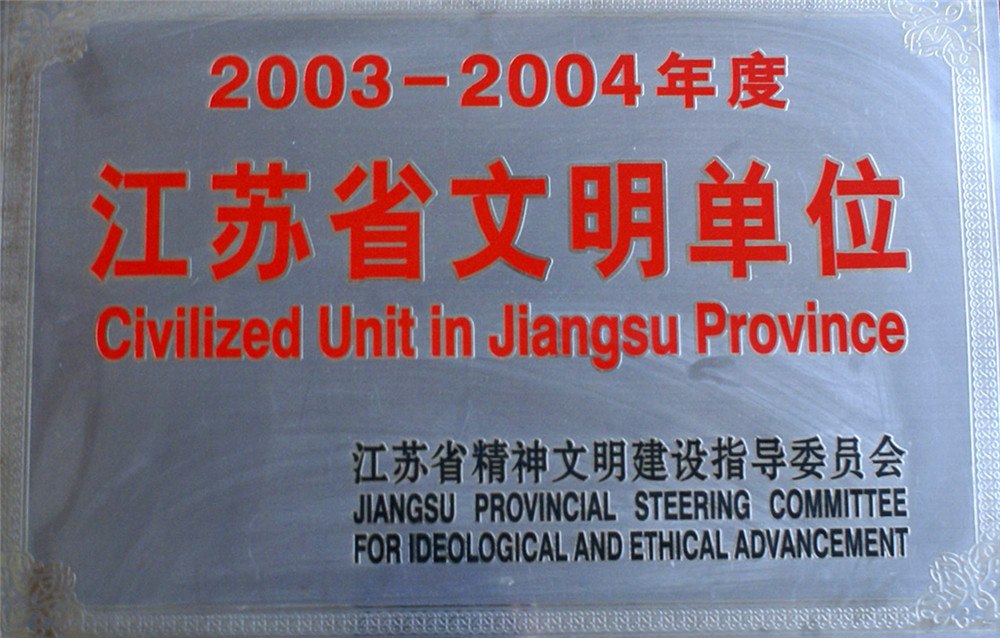 2003-2004年度
江苏省文明单位
Civilized Unit in Jiangsu Province
江苏省精神文明建设指导委员会
JIANGSU PROVINCIAL STEERING COMMITTEE
FOR IDEOLOGICAL AND ETHICAL ADVANCEMENT